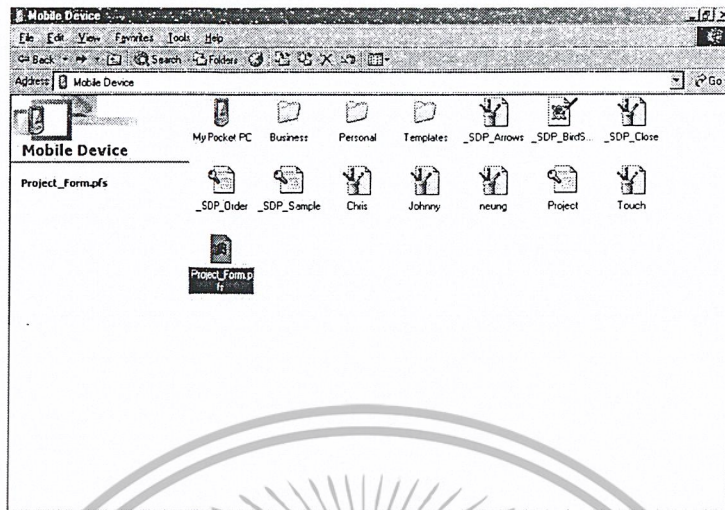 Mobile Device
File Edit View Favorites Tools Help
Back Search Folders
Address Mobile Device Go
Mobile Device
Project_Form.pfs
My Pocket PC Business Personal Templates _SDP_Arrows _SDP_BirdS... _SDP_Close
_SDP_Order _SDP_Sample Chris Johnny neung Project Touch
Project_Form.p
fs